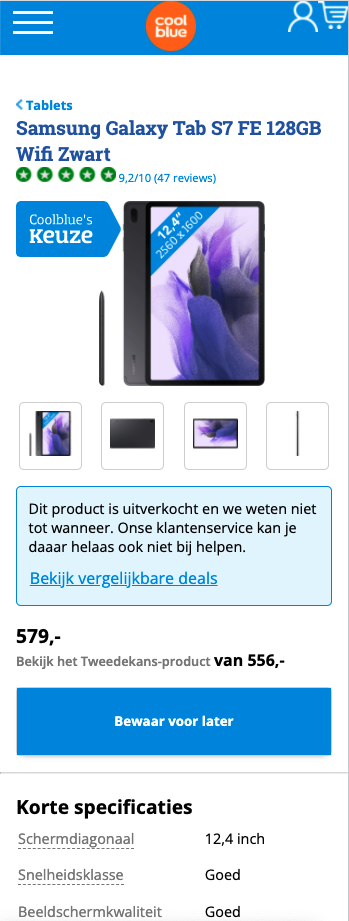 cool
blue
Tablets
Samsung Galaxy Tab S7 FE 128GB
Wifi Zwart
9,2/10 (47 reviews)
Coolblue's
Keuze
12,4"
2560 x 1600
Dit product is uitverkocht en we weten niet
tot wanneer. Onse klantenservice kan je
daaar helaas ook niet bij helpen.
Bekijk vergelijkbare deals
579,-
Bekijk het Tweedekans-product van 556,-
Bewaar voor later
Korte specificaties
Schermdiagonaal 12,4 inch
Snelheidsklasse Goed
Beeldschermkwaliteit Goed